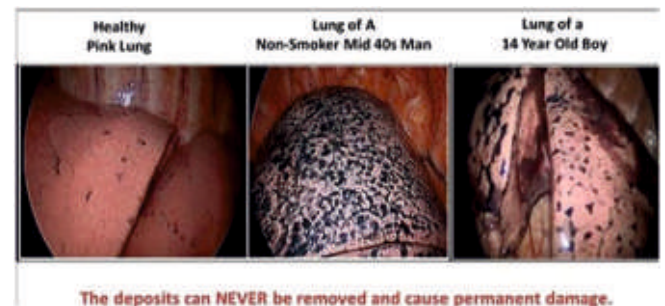 Healthy
Pink Lung
Lung of A
Non-Smoker Mid 40s Man
Lung of a
14 Year Old Boy
The deposits can NEVER be removed and cause permanent damage.